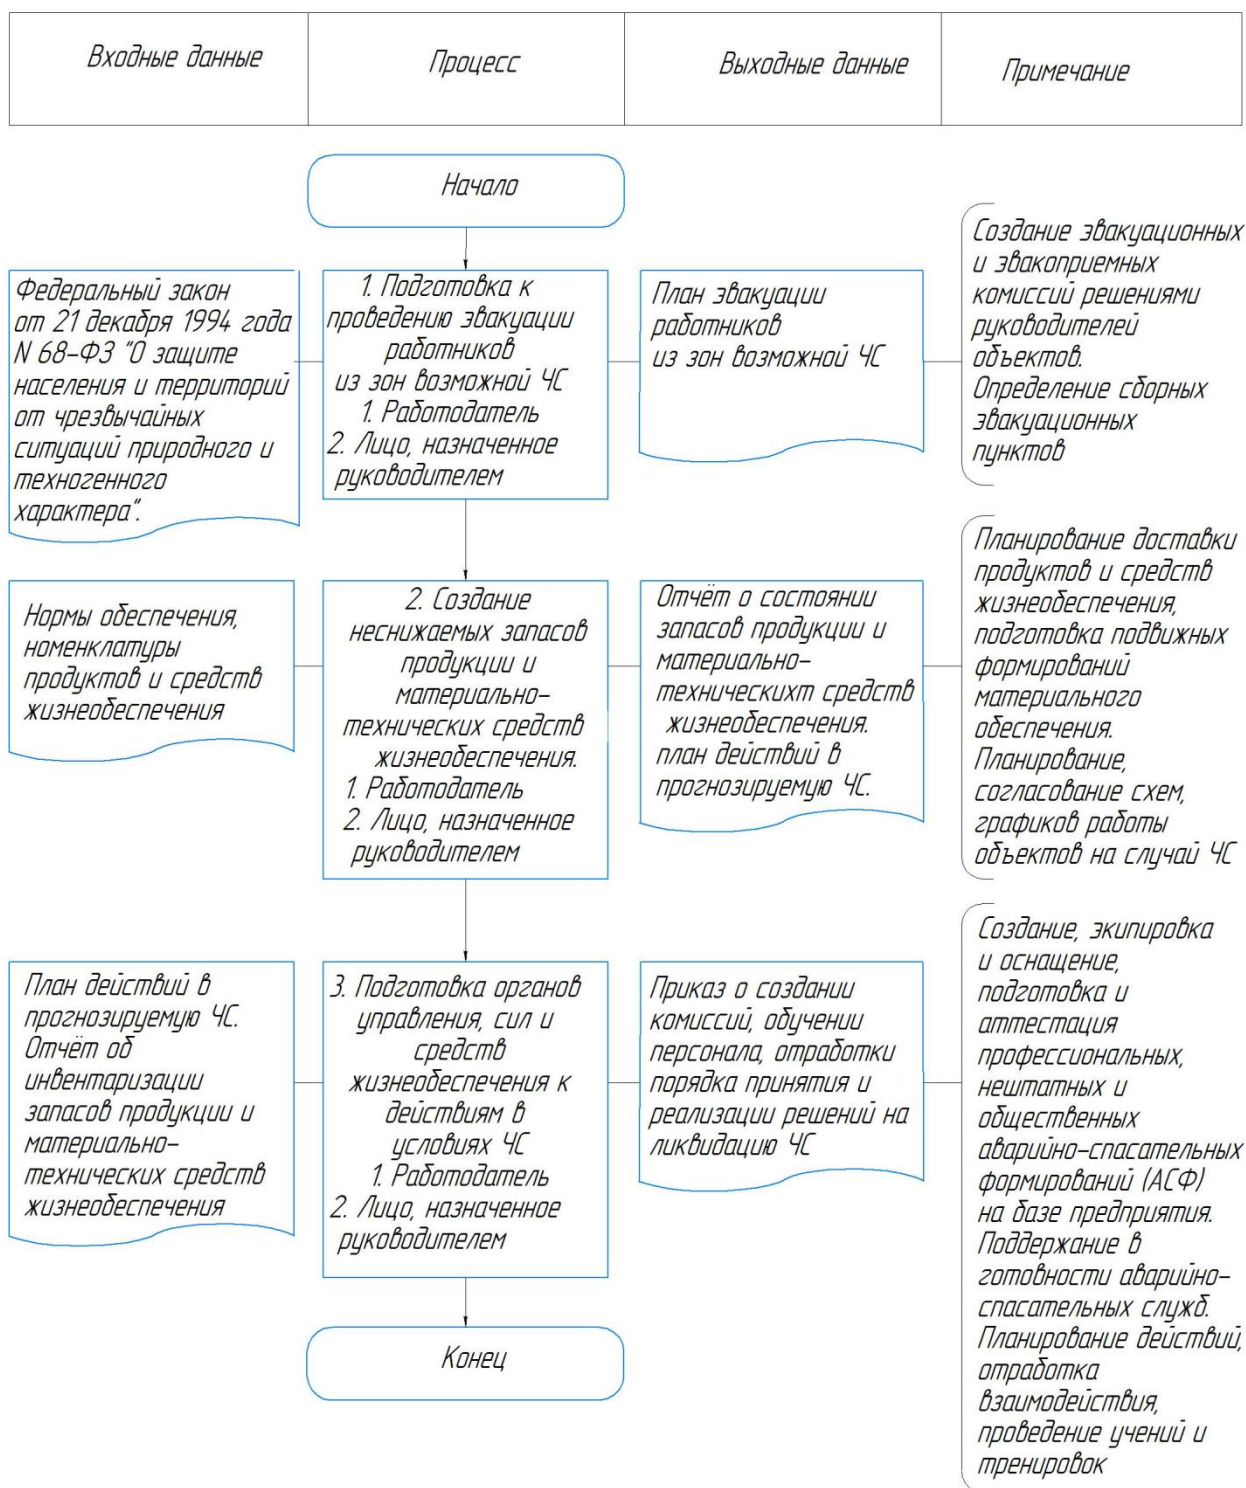 Входные данные
Процесс
Выходные данные
Примечание
Начало
Федеральный закон
от 21 декабря 1994 года
N 68-ФЗ "О защите
населения и территорий
от чрезвычайных
ситуаций природного и
техногенного
характера".
1. Подготовка к
проведению эвакуации
работников
из зон возможной ЧС
1. Работодатель
2. Лицо, назначенное
руководителем
План эвакуации
работников
из зон возможной ЧС
Создание эвакуационных
и эвакоприемных
комиссий решениями
руководителей
объектов.
Определение сборных
эвакуационных
пунктов
Нормы обеспечения,
номенклатуры
продуктов и средств
жизнеобеспечения
2. Создание
неснижаемых запасов
продукции и
материально-
технических средств
жизнеобеспечения.
1. Работодатель
2. Лицо, назначенное
руководителем
Отчёт о состоянии
запасов продукции и
материально-
техническихт средств
жизнеобеспечения.
план действий в
прогнозируемую ЧС.
Планирование доставки
продуктов и средств
жизнеобеспечения,
подготовка подвижных
формирований
материального
обеспечения.
Планирование,
согласование схем,
графиков работы
объектов на случай ЧС
План действий в
прогнозируемую ЧС.
Отчёт об
инвентаризации
запасов продукции и
материально-
технических средств
жизнеобеспечения
3. Подготовка органов
управления, сил и
средств
жизнеобеспечения к
действиям в
условиях ЧС
1. Работодатель
2. Лицо, назначенное
руководителем
Приказ о создании
комиссий, обучении
персонала, отработки
порядка принятия и
реализации решений на
ликвидацию ЧС
Создание, экипировка
и оснащение,
подготовка и
аттестация
профессиональных,
нештатных и
общественных
аварийно-спасательных
формирований (АСФ)
на базе предприятия.
Поддержание в
готовности аварийно-
спасательных служб.
Планирование действий,
отработка
взаимодействия,
проведение учений и
тренировок
Конец